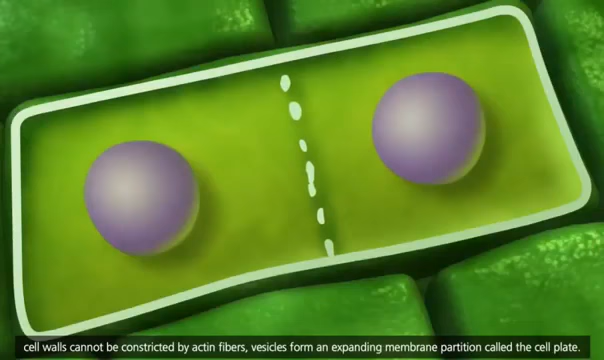 cell walls cannot be constricted by actin fibers, vesicles form an expanding membrane partition called the cell plate.